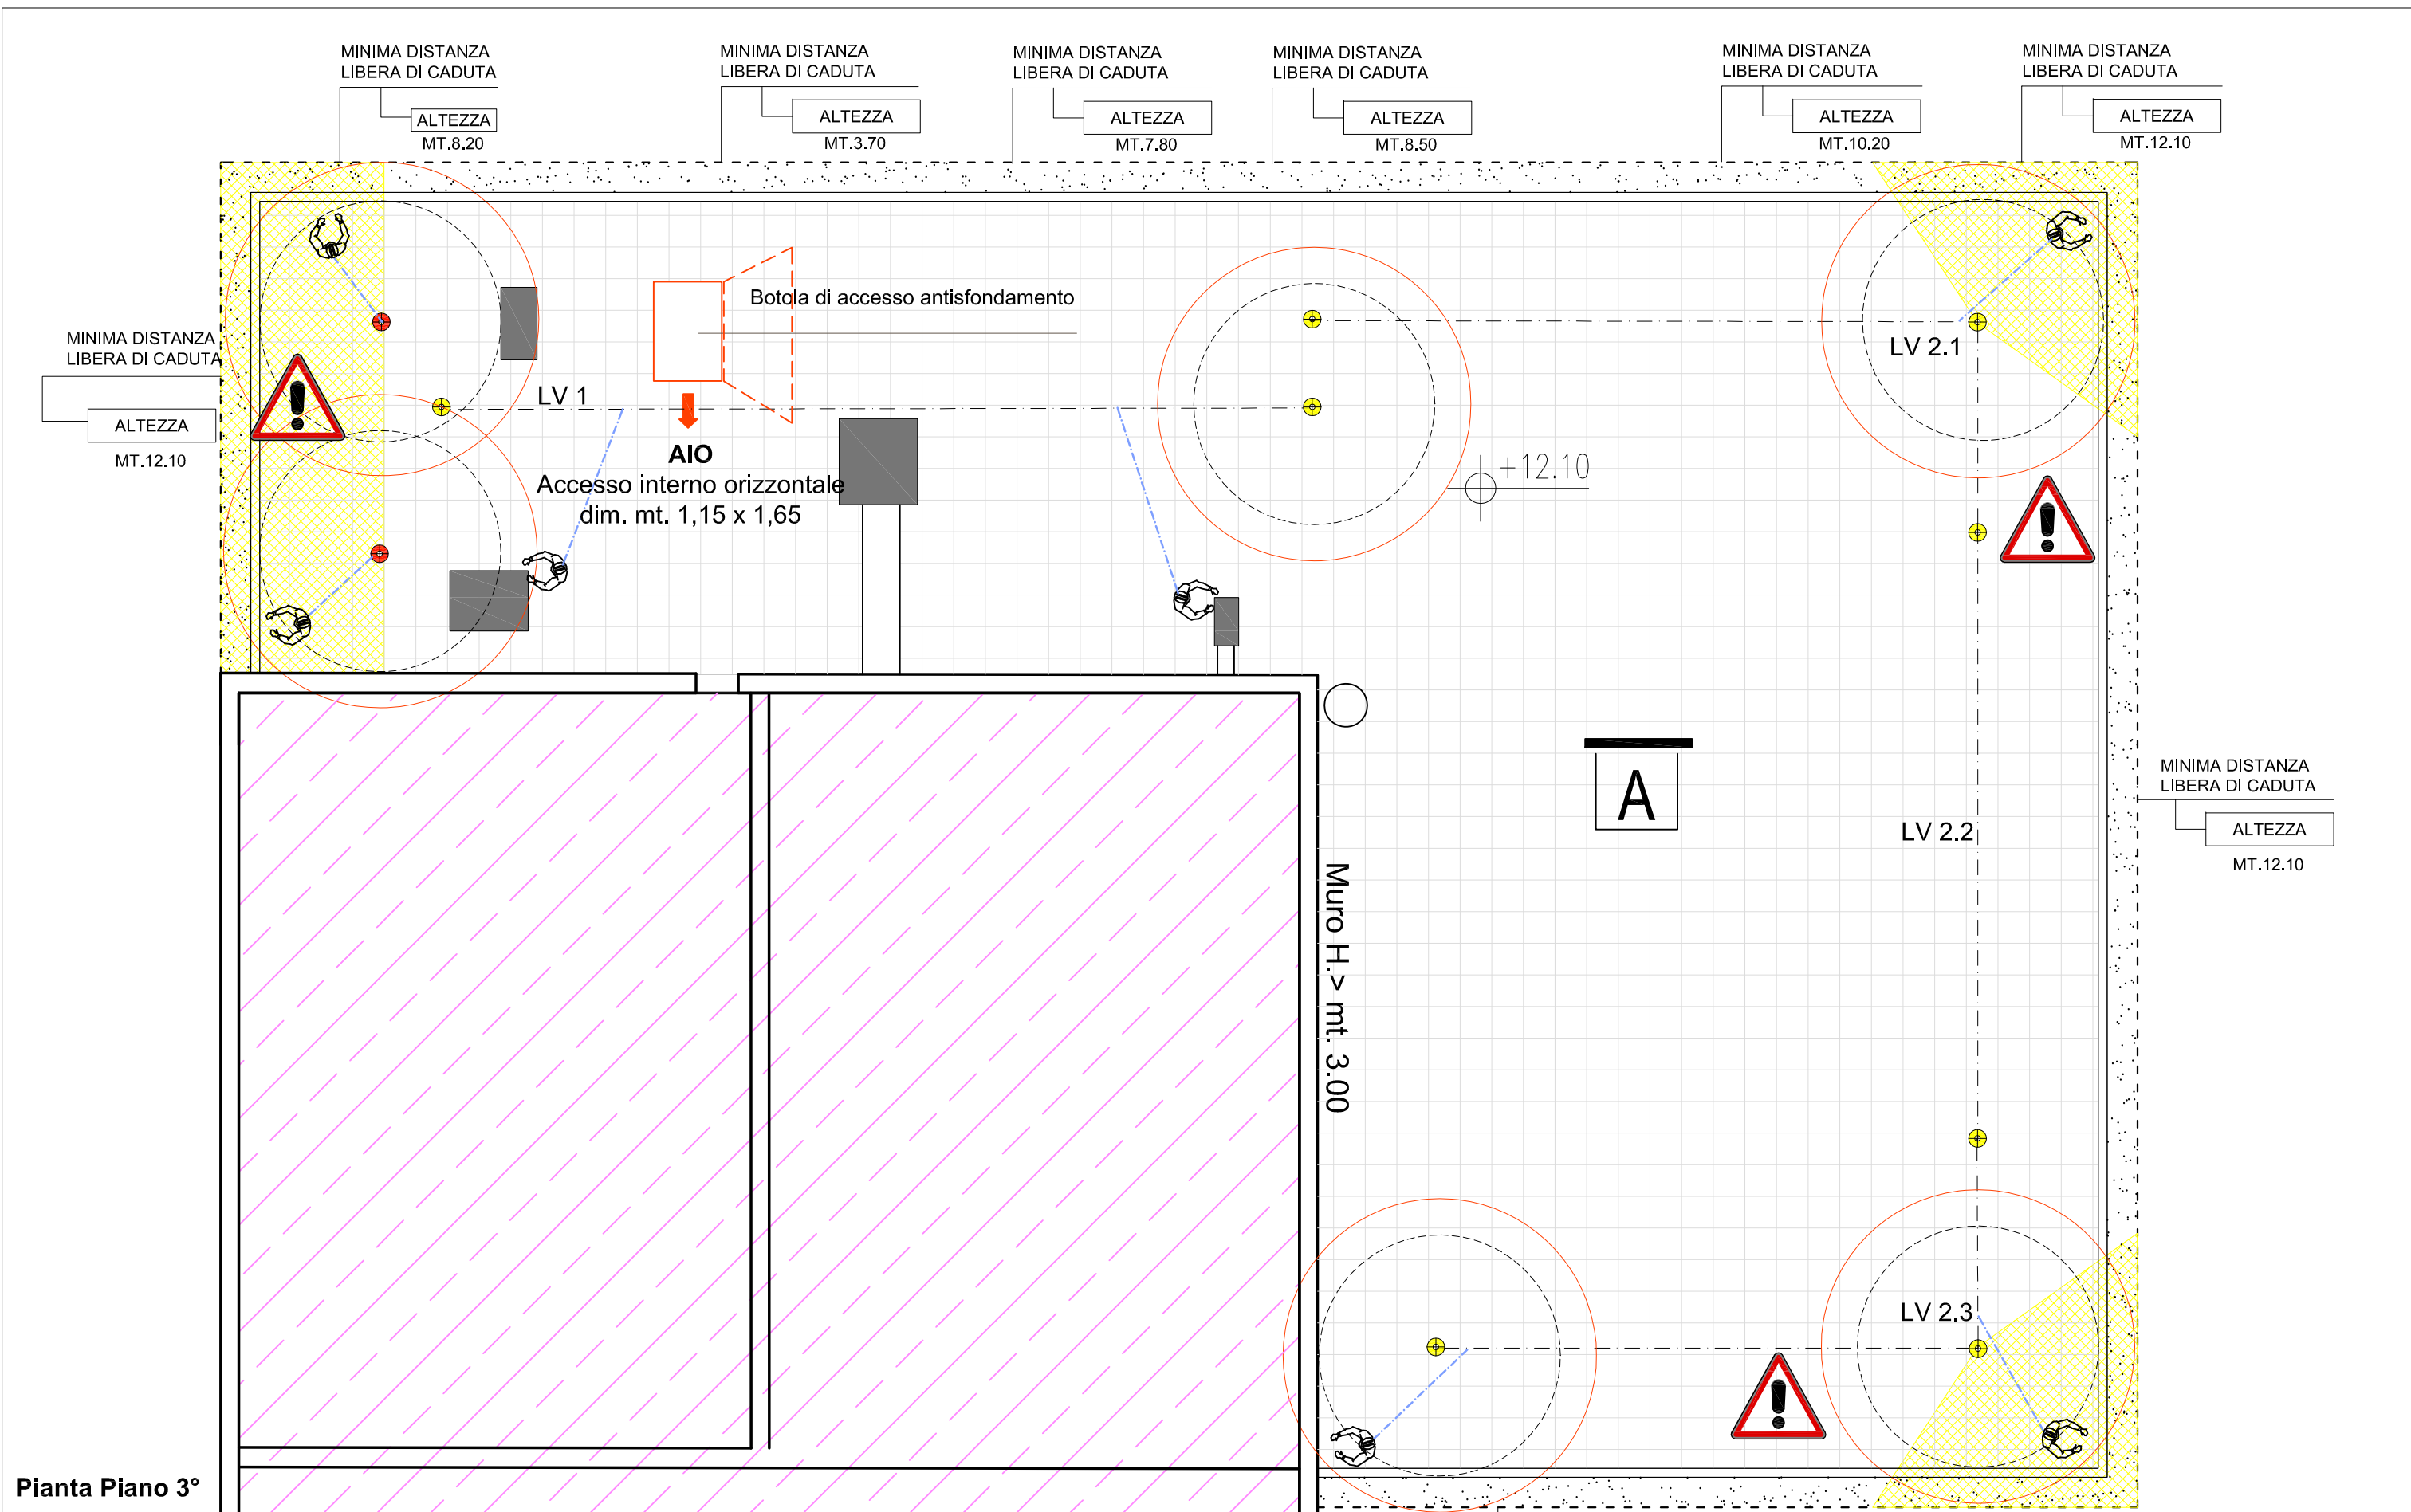 MINIMA DISTANZA
LIBERA DI CADUTA
ALTEZZA
MT.8.20
MINIMA DISTANZA
LIBERA DI CADUTA
ALTEZZA
MT.3.70
MINIMA DISTANZA
LIBERA DI CADUTA
ALTEZZA
MT.7.80
MINIMA DISTANZA
LIBERA DI CADUTA
ALTEZZA
MT.8.50
MINIMA DISTANZA
LIBERA DI CADUTA
ALTEZZA
MT.10.20
MINIMA DISTANZA
LIBERA DI CADUTA
ALTEZZA
MT.12.10
Botola di accesso antisfondamento
MINIMA DISTANZA
LIBERA DI CADUTA
ALTEZZA
MT.12.10
LV 1
LV 2.1
AIO
Accesso interno orizzontale
dim. mt. 1,15 x 1,65
+12.10
A
LV 2.2
MINIMA DISTANZA
LIBERA DI CADUTA
ALTEZZA
MT.12.10
Muro H.> mt. 3.00
LV 2.3
Pianta Piano 3°